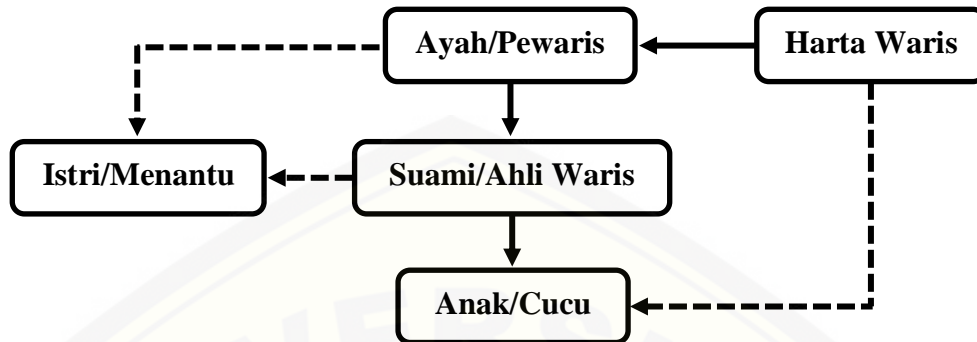 Ayah/Pewaris
Harta Waris
Istri/Menantu
Suami/Ahli Waris
Anak/Cucu